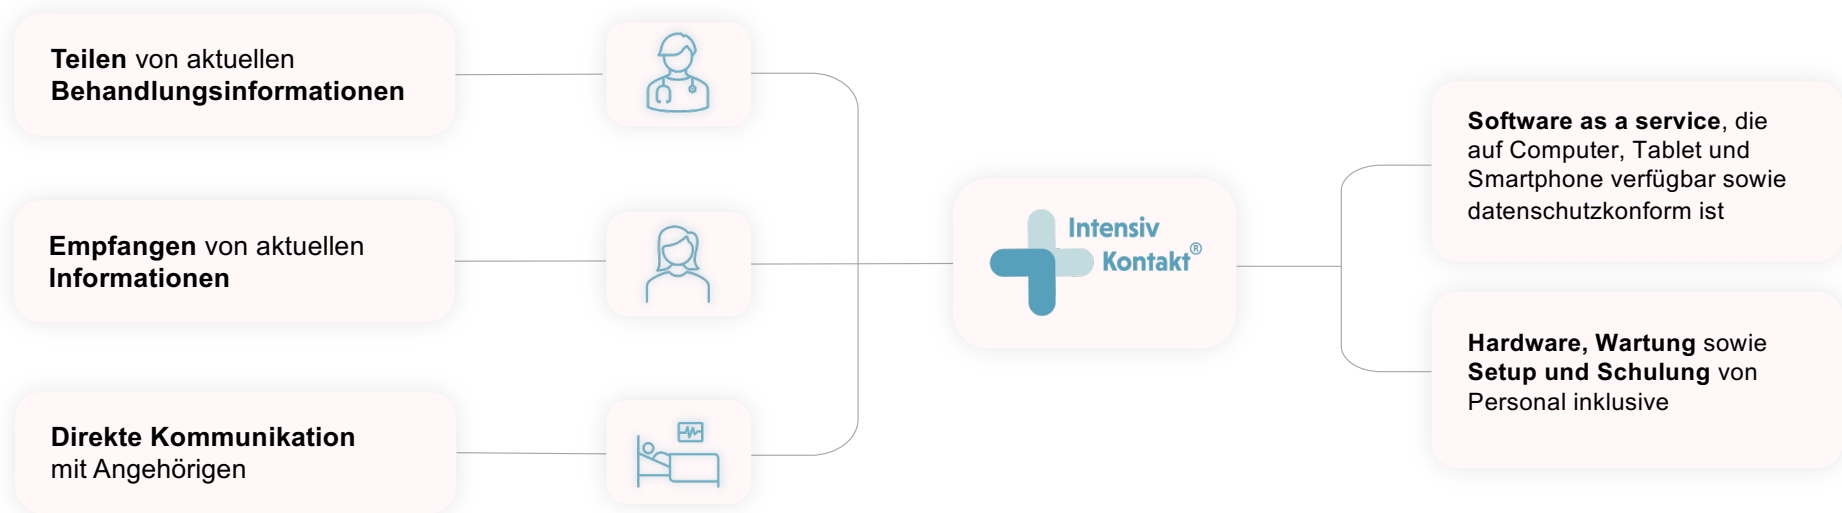 Teilen von aktuellen
Behandlungsinformationen
Empfangen von aktuellen
Informationen
Direkte Kommunikation
mit Angehörigen
Intensiv
Kontakt®
Software as a service, die
auf Computer, Tablet und
Smartphone verfügbar sowie
datenschutzkonform ist
Hardware, Wartung sowie
Setup und Schulung von
Personal inklusive